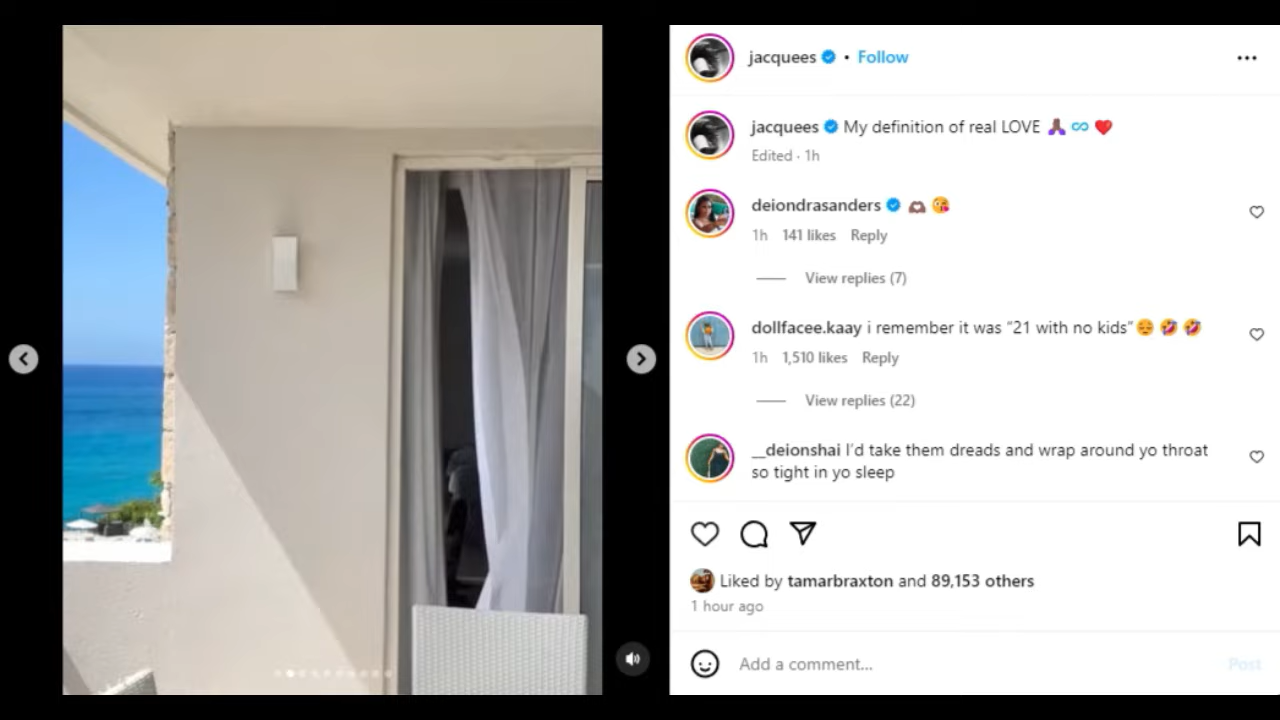 jacquees • Follow
jacquees My definition of real LOVE 🙏🏾 ♾️ ❤️
Edited · 1h
deiondrasanders 🫶🏾 😘
1h 141 likes Reply
View replies (7)
dollfacee.kaay i remember it was “21 with no kids”😔 🤣 🤣
1h 1,510 likes Reply
View replies (22)
__deionshai I’d take them dreads and wrap around yo throat
so tight in yo sleep
Liked by tamarbraxton and 89,153 others
1 hour ago
Add a comment...
Post